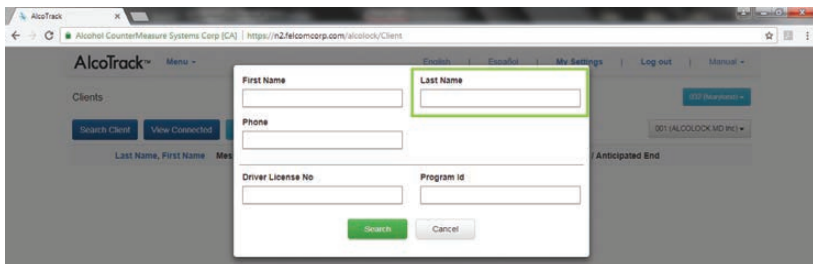 AlcoTrack
Alcohol CounterMeasure Systems Corp [CA] | https://n2.felcomcorp.com/alcolock/Client
AlcoTrack™ Menu English | Español | My Settings | Log out | Manual
Clients
First Name Last Name
Phone
Search Client View Connected 001 (ALCOLOCK MD Inc)
Last Name, First Name Mes / Anticipated End
Driver License No Program Id
Search Cancel